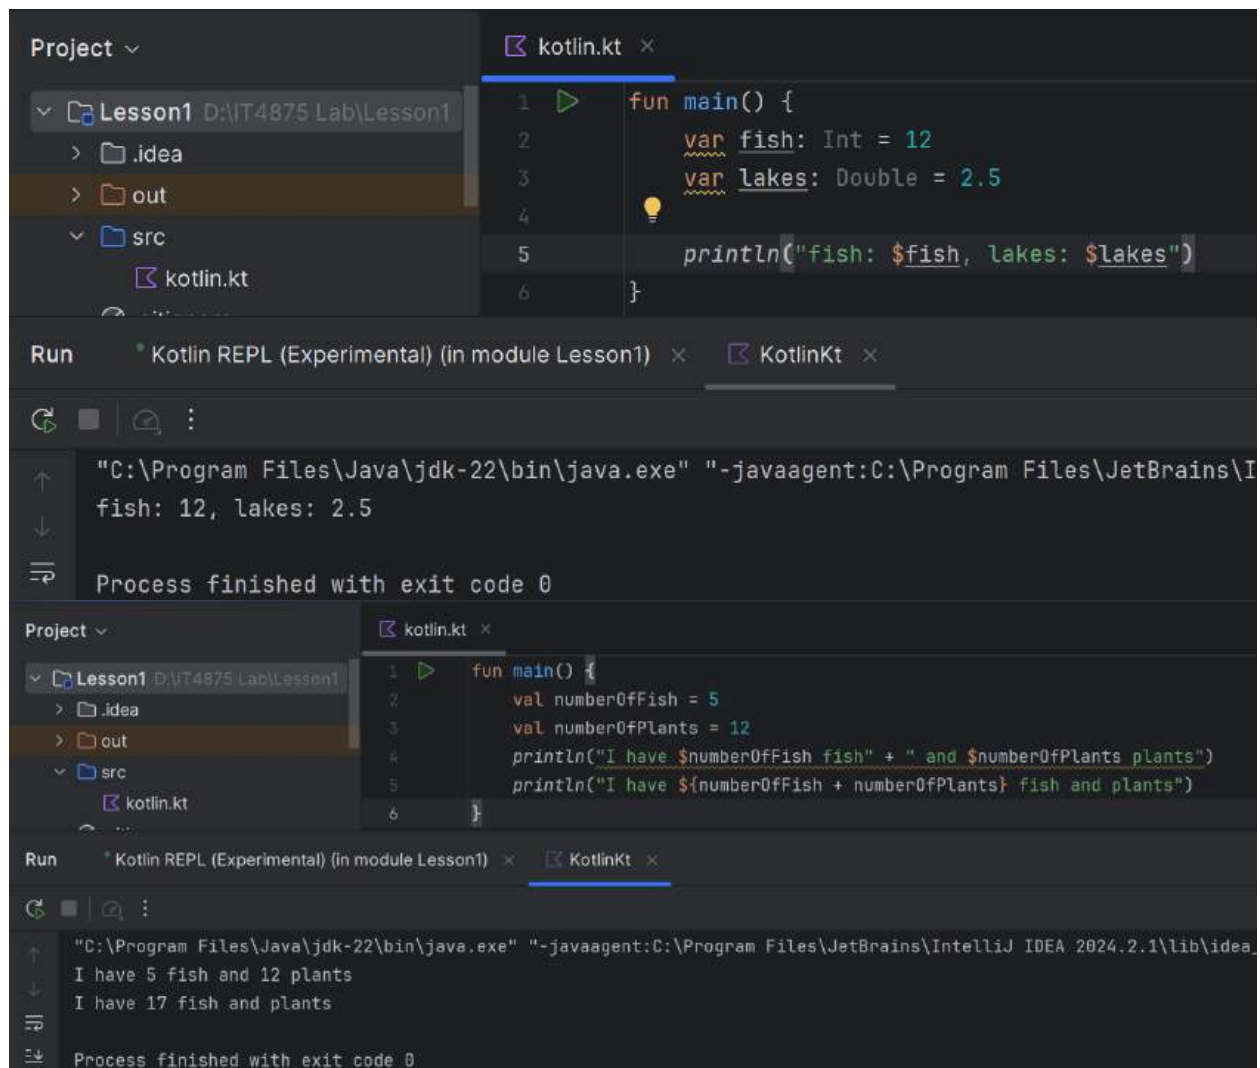 Project
kotlin.kt
Lesson1 D:\IT4875 Lab\Lesson1
.idea
out
src
kotlin.kt
1 fun main() {
2 var fish: Int = 12
3 var lakes: Double = 2.5
4
5 println("fish: $fish, lakes: $lakes")
6 }
Run Kotlin REPL (Experimental) (in module Lesson1) KotlinKt
"C:\Program Files\Java\jdk-22\bin\java.exe" "-javaagent:C:\Program Files\JetBrains\I
fish: 12, lakes: 2.5
Process finished with exit code 0
Project
kotlin.kt
Lesson1 D:\IT4875 Lab\Lesson1
.idea
out
src
kotlin.kt
1 fun main() {
2 val numberOfFish = 5
3 val numberOfPlants = 12
4 println("I have $numberOfFish fish" + " and $numberOfPlants plants")
5 println("I have ${numberOfFish + numberOfPlants} fish and plants")
6 }
Run Kotlin REPL (Experimental) (in module Lesson1) KotlinKt
"C:\Program Files\Java\jdk-22\bin\java.exe" "-javaagent:C:\Program Files\JetBrains\IntelliJ IDEA 2024.2.1\lib\idea_
I have 5 fish and 12 plants
I have 17 fish and plants
Process finished with exit code 0